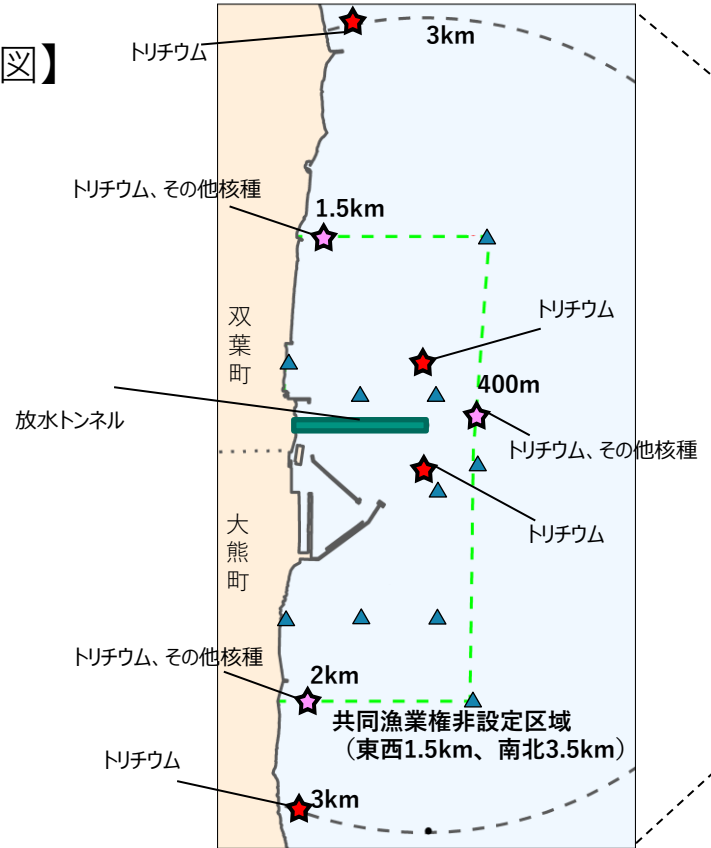 図】
トリチウム
3km
トリチウム、その他核種
1.5km
双葉町
トリチウム
400m
放水トンネル
トリチウム、その他核種
大熊町
トリチウム
トリチウム、その他核種
2km
共同漁業権非設定区域
（東西1.5km、南北3.5km）
トリチウム
3km